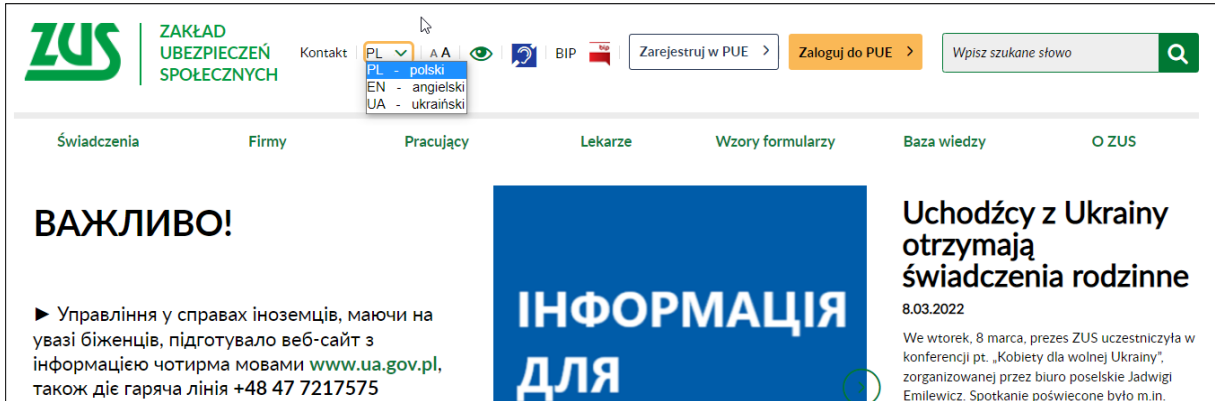 ZUS
ZAKŁAD
UBEZPIECZEŃ
SPOŁECZNYCH
Kontakt
PL
A A
BIP
bip
Zarejestruj w PUE >
Zaloguj do PUE >
Wpisz szukane słowo
PL - polski
EN - angielski
UA - ukraiński
Świadczenia
Firmy
Pracujący
Lekarze
Wzory formularzy
Baza wiedzy
O ZUS
ВАЖЛИВО!
► Управління у справах іноземців, маючи на
увазі біженців, підготувало веб-сайт з
інформацією чотирма мовами www.ua.gov.pl,
також діє гаряча лінія +48 47 7217575
ІНФОРМАЦІЯ
ДЛЯ
Uchodźcy z Ukrainy
otrzymają
świadczenia rodzinne
8.03.2022
We wtorek, 8 marca, prezes ZUS uczestniczyła w
konferencji pt. „Kobiety dla wolnej Ukrainy”,
zorganizowanej przez biuro poselskie Jadwigi
Emilewicz. Spotkanie poświęcone było m.in.